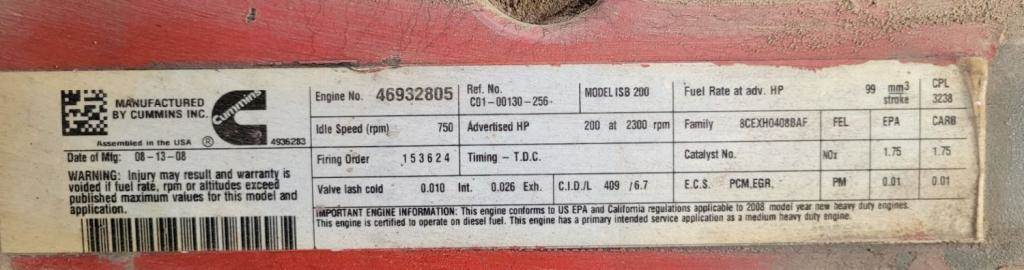 MANUFACTURED
BY CUMMINS INC.
Cummins
Assembled in the USA ® 4936283
Date of Mfg: 08-13-08
WARNING: Injury may result and warranty is
voided if fuel rate, rpm or altitudes exceed
published maximum values for this model and
application.
Engine No. 46932805 Ref. No. C01-00130-256- MODEL ISB 200 Fuel Rate at adv. HP 99 mm3 stroke CPL 3238
Idle Speed (rpm) 750 Advertised HP 200 at 2300 rpm Family 8CEXH0408BAF FEL EPA CARB
Firing Order 153624 Timing - T.D.C. Catalyst No. NOx 1.75 1.75
Valve lash cold 0.010 Int. 0.026 Exh. C.I.D./L 409 /6.7 E.C.S. PCM,EGR, PM 0.01 0.01
IMPORTANT ENGINE INFORMATION: This engine conforms to US EPA and California regulations applicable to 2008 model year new heavy duty engines.
This engine is certified to operate on diesel fuel. This engine has a primary intended service application as a medium heavy duty engine.